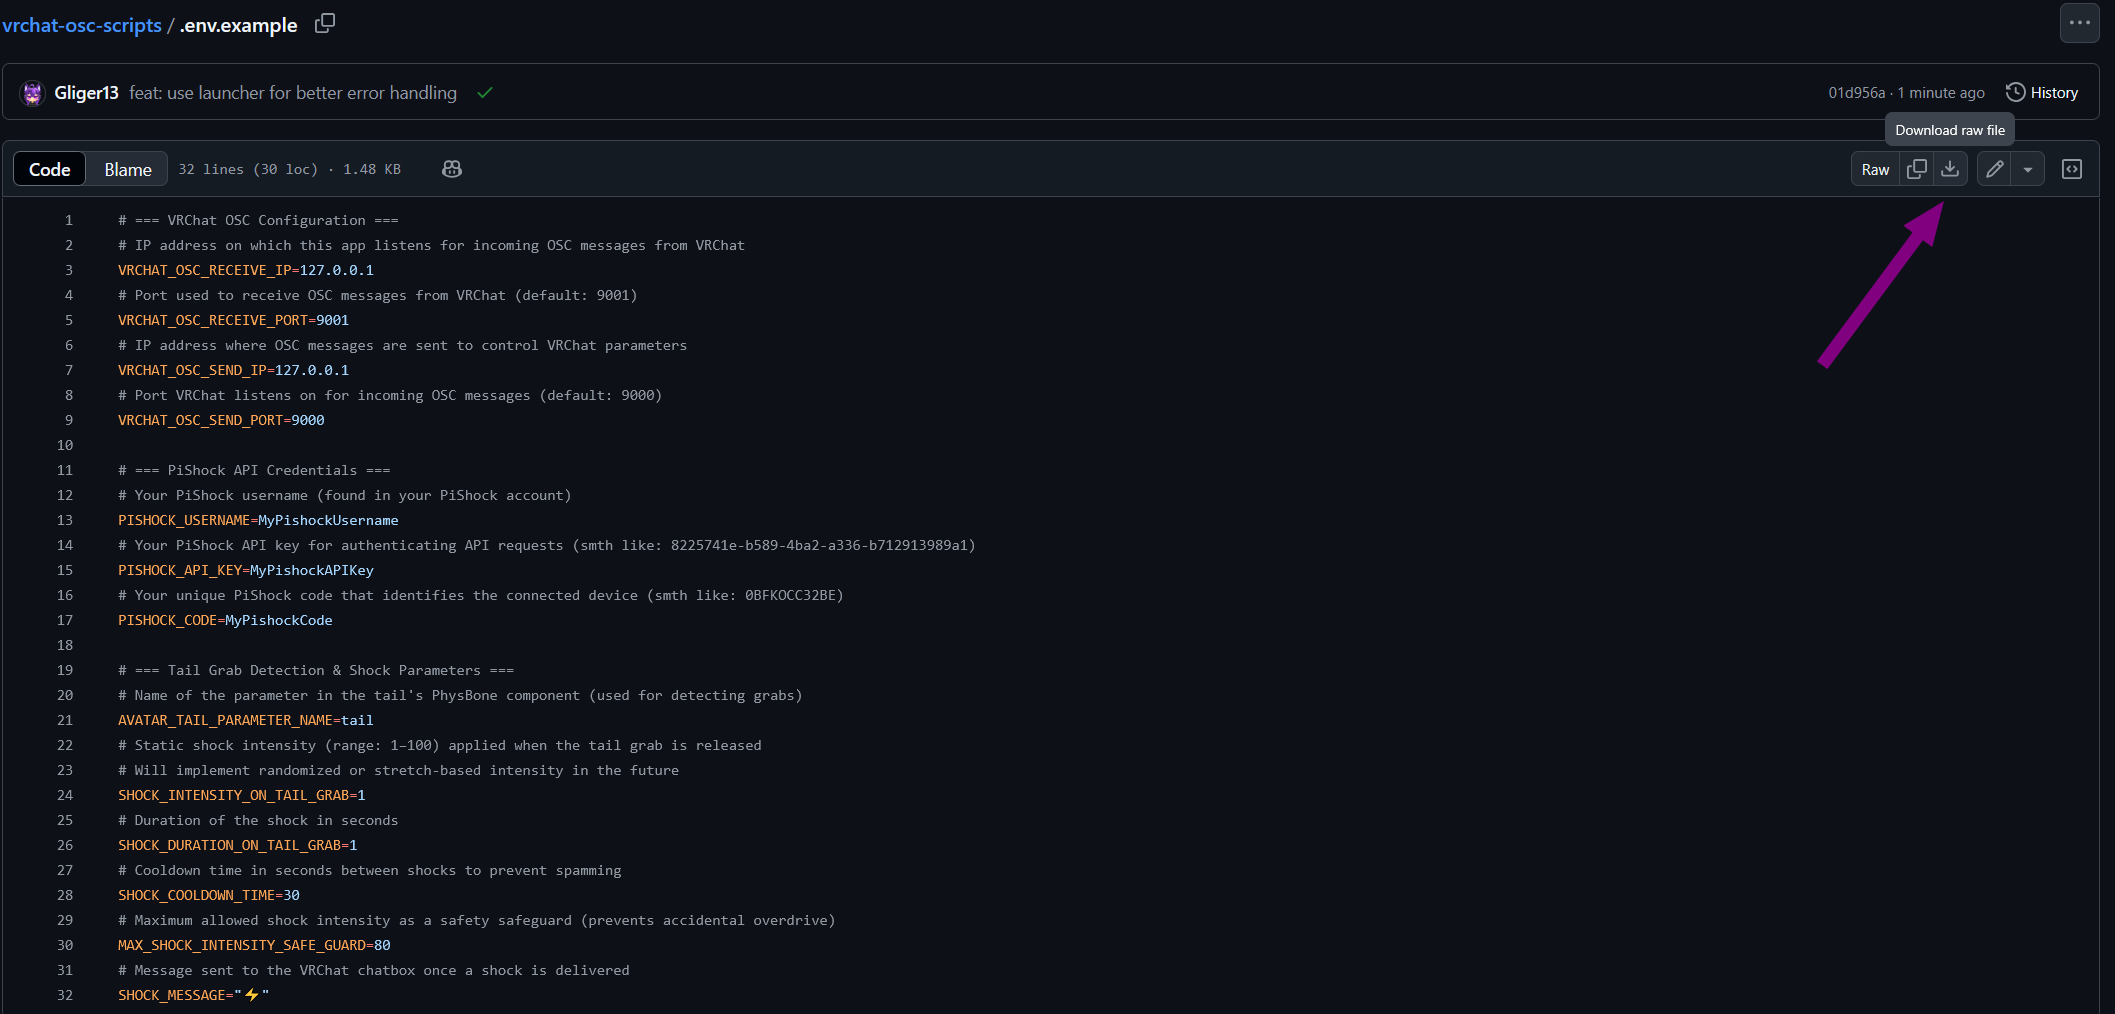 vrchat-osc-scripts / .env.example
Gliger13 feat: use launcher for better error handling
01d956a · 1 minute ago History
Download raw file
Code Blame 32 lines (30 loc) · 1.48 KB
Raw
1 # === VRChat OSC Configuration ===
2 # IP address on which this app listens for incoming OSC messages from VRChat
3 VRCHAT_OSC_RECEIVE_IP=127.0.0.1
4 # Port used to receive OSC messages from VRChat (default: 9001)
5 VRCHAT_OSC_RECEIVE_PORT=9001
6 # IP address where OSC messages are sent to control VRChat parameters
7 VRCHAT_OSC_SEND_IP=127.0.0.1
8 # Port VRChat listens on for incoming OSC messages (default: 9000)
9 VRCHAT_OSC_SEND_PORT=9000
10
11 # === PiShock API Credentials ===
12 # Your PiShock username (found in your PiShock account)
13 PISHOCK_USERNAME=MyPishockUsername
14 # Your PiShock API key for authenticating API requests (smth like: 8225741e-b589-4ba2-a336-b712913989a1)
15 PISHOCK_API_KEY=MyPishockAPIKey
16 # Your unique PiShock code that identifies the connected device (smth like: 0BFKOCC32BE)
17 PISHOCK_CODE=MyPishockCode
18
19 # === Tail Grab Detection & Shock Parameters ===
20 # Name of the parameter in the tail's PhysBone component (used for detecting grabs)
21 AVATAR_TAIL_PARAMETER_NAME=tail
22 # Static shock intensity (range: 1–100) applied when the tail grab is released
23 # Will implement randomized or stretch-based intensity in the future
24 SHOCK_INTENSITY_ON_TAIL_GRAB=1
25 # Duration of the shock in seconds
26 SHOCK_DURATION_ON_TAIL_GRAB=1
27 # Cooldown time in seconds between shocks to prevent spamming
28 SHOCK_COOLDOWN_TIME=30
29 # Maximum allowed shock intensity as a safety safeguard (prevents accidental overdrive)
30 MAX_SHOCK_INTENSITY_SAFE_GUARD=80
31 # Message sent to the VRChat chatbox once a shock is delivered
32 SHOCK_MESSAGE="⚡"